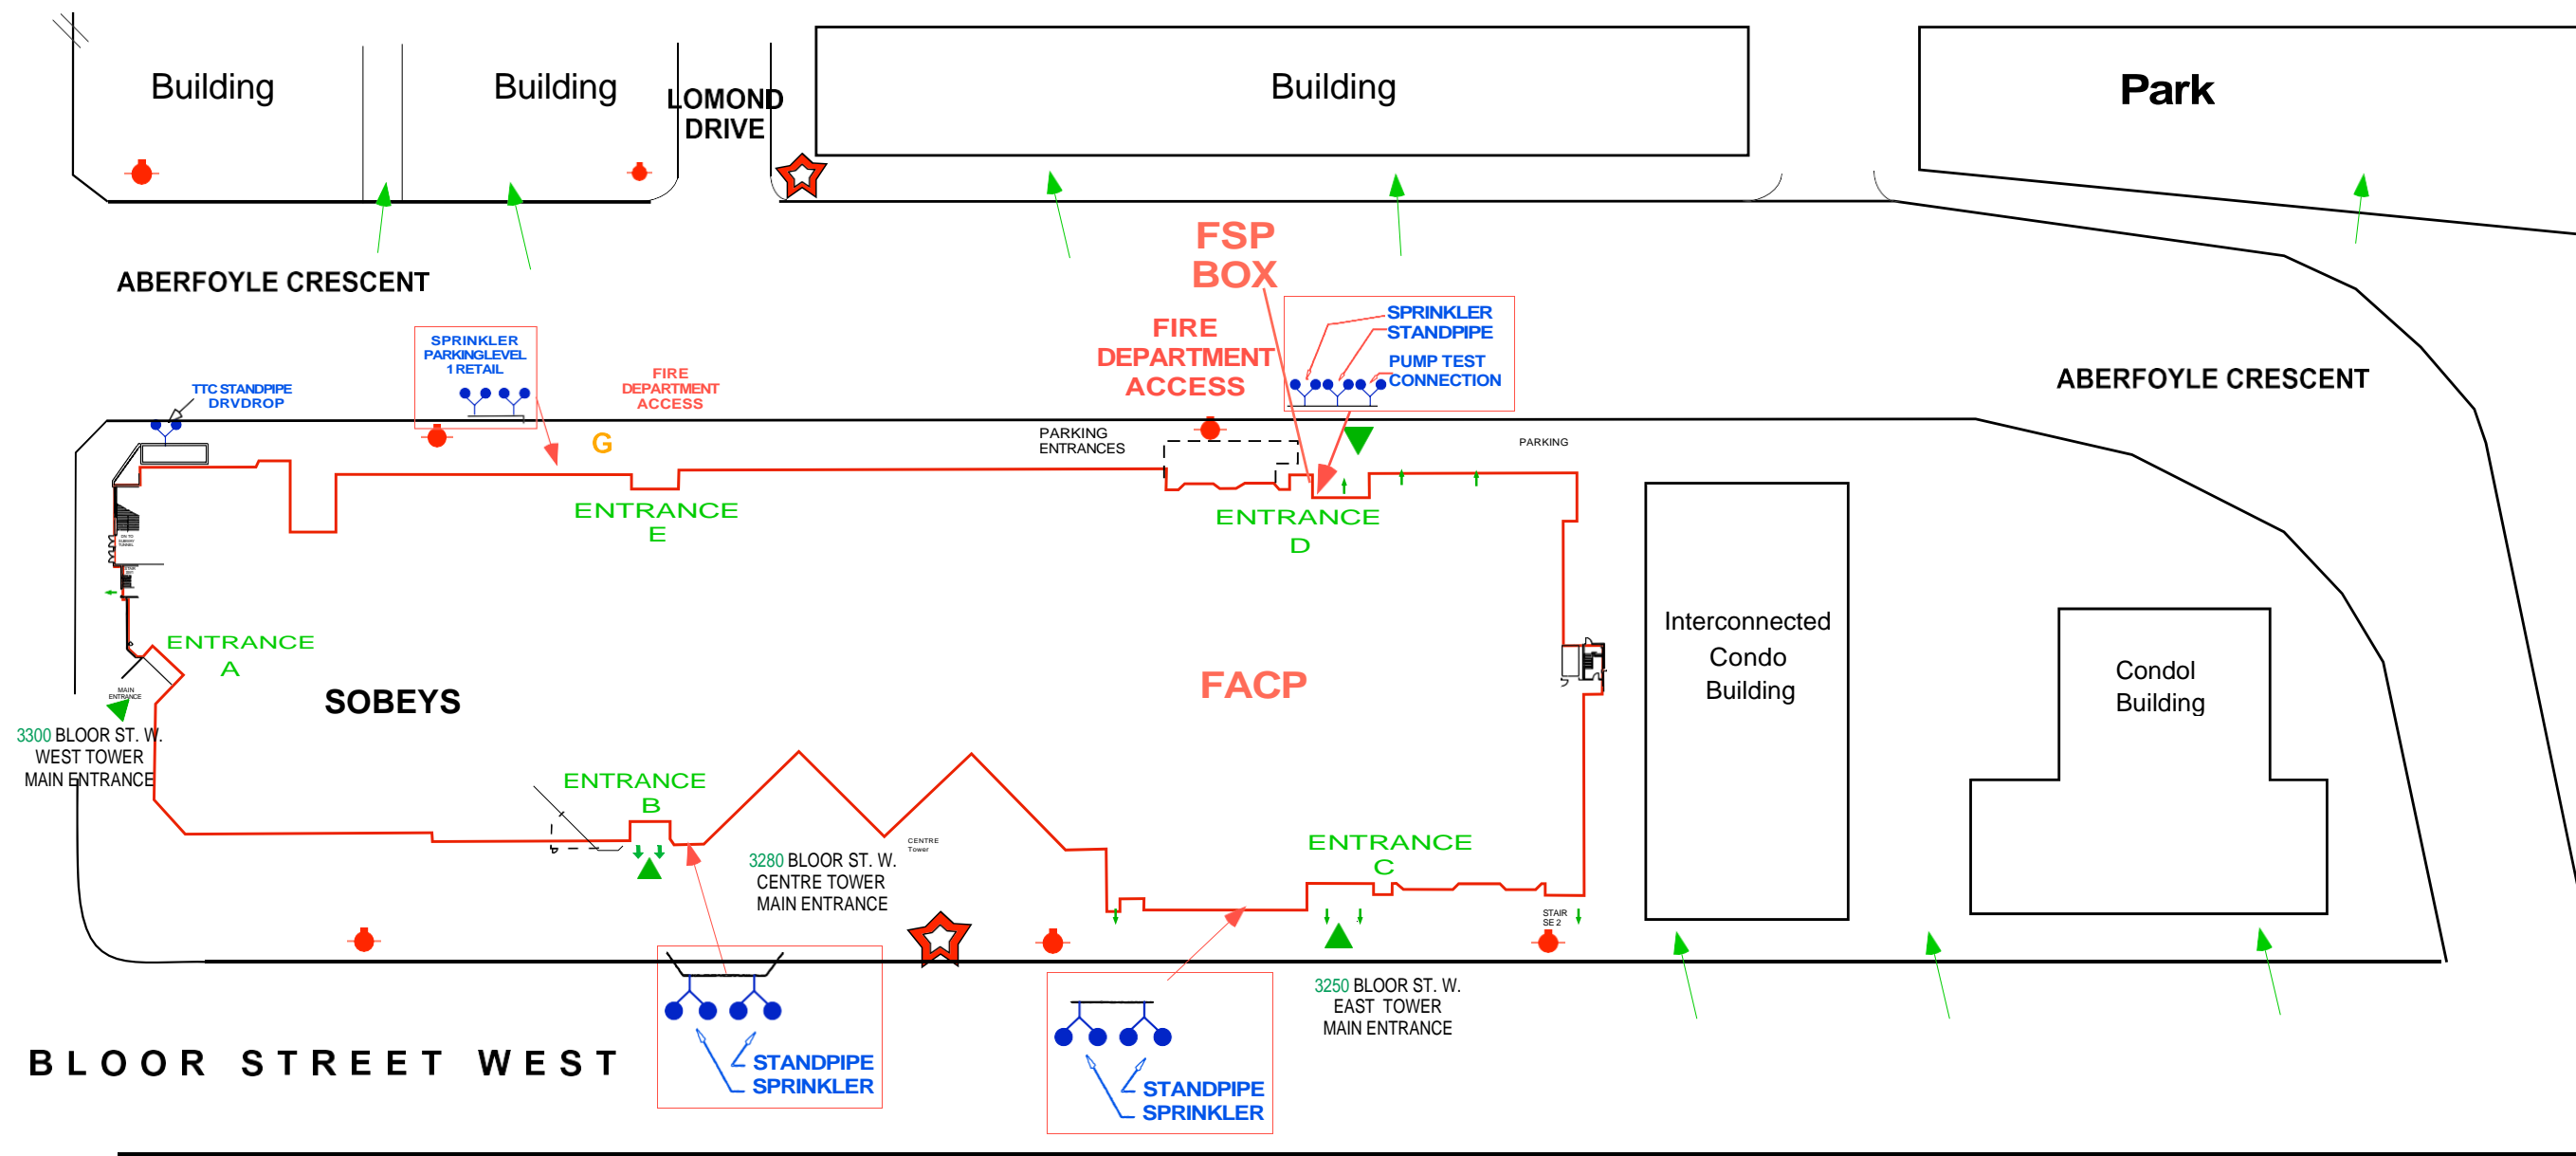 Building
Building
LOMOND
DRIVE
Building
Park
ABERFOYLE CRESCENT
FSP
BOX
FIRE
DEPARTMENT
ACCESS
SPRINKLER
STANDPIPE
PUMP TEST
CONNECTION
ABERFOYLE CRESCENT
SPRINKLER
PARKINGLEVEL
1 RETAIL
FIRE
DEPARTMENT
ACCESS
TTC STANDPIPE
DRVDROP
G
PARKING
ENTRANCES
PARKING
ENTRANCE
E
ENTRANCE
D
ENTRANCE
A
MAIN
ENTRANCE
SOBEYS
FACP
Interconnected
Condo
Building
Condol
Building
3300 BLOOR ST. W.
WEST TOWER
MAIN ENTRANCE
ENTRANCE
B
3280 BLOOR ST. W.
CENTRE TOWER
MAIN ENTRANCE
CENTRE
Tower
ENTRANCE
C
STAIR
SE 2
3250 BLOOR ST. W.
EAST TOWER
MAIN ENTRANCE
BLOOR STREET WEST
STANDPIPE
SPRINKLER
STANDPIPE
SPRINKLER